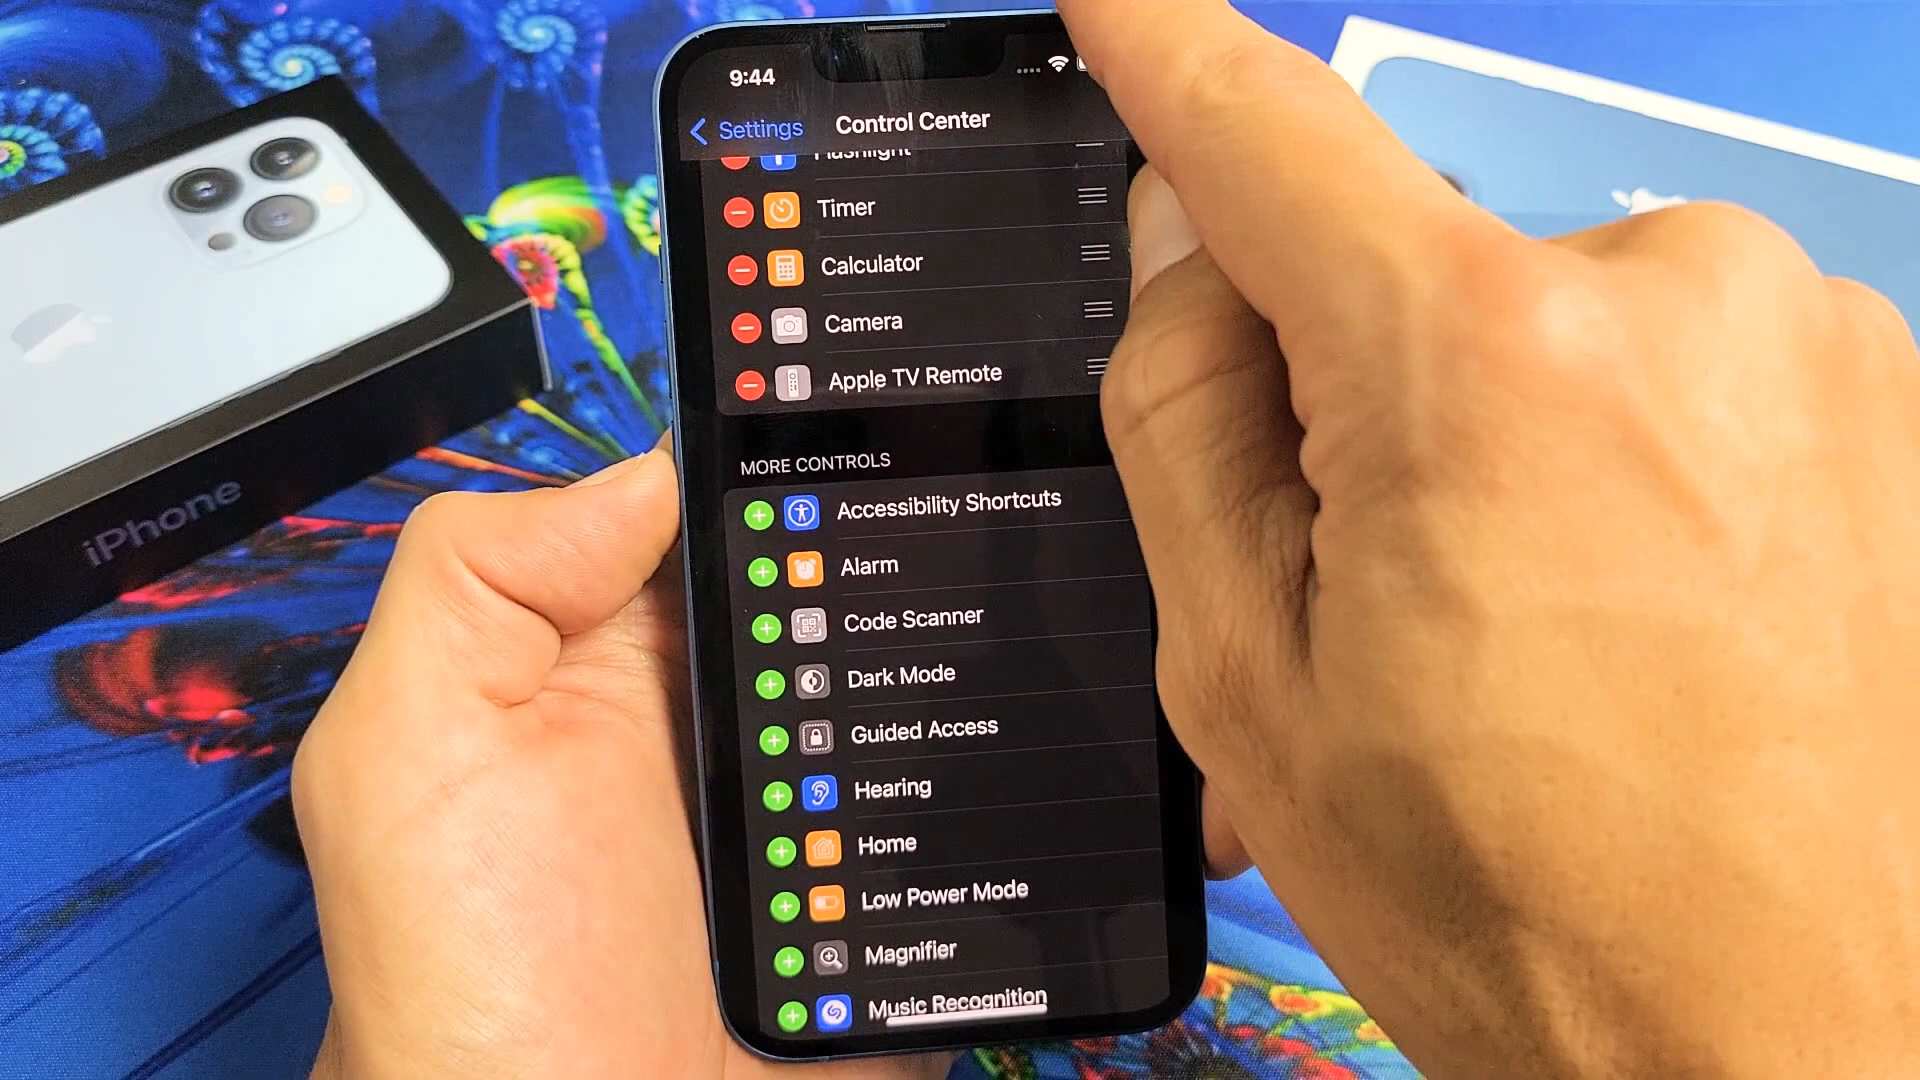 9:44
Settings
Control Center
Flashlight
Timer
Calculator
Camera
Apple TV Remote
MORE CONTROLS
Accessibility Shortcuts
Alarm
Code Scanner
Dark Mode
Guided Access
Hearing
Home
Low Power Mode
Magnifier
Music Recognition
iPhone